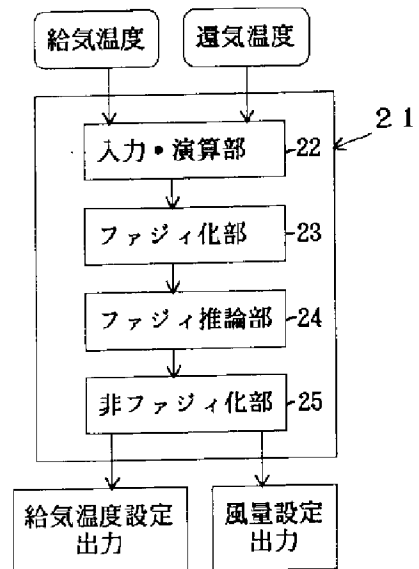 給気温度
還気温度
21
入力・演算部
22
ファジィ化部
23
ファジィ推論部
24
非ファジィ化部
25
給気温度設定
出力
風量設定
出力